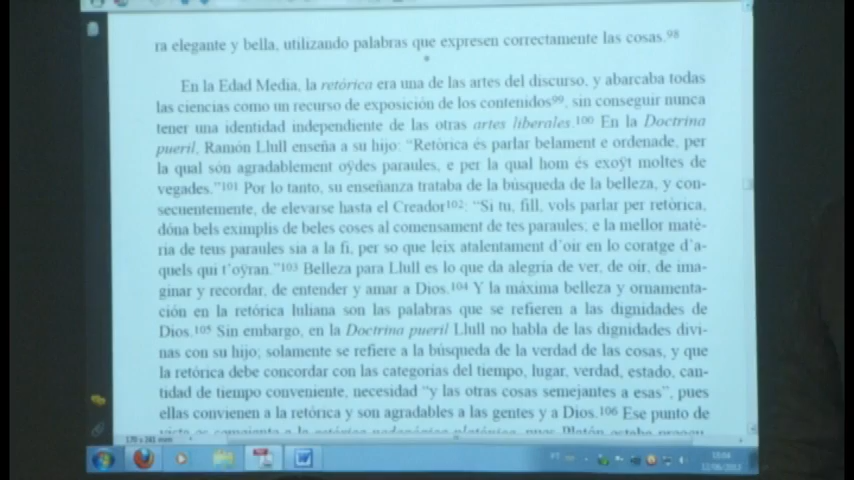 ra elegante y bella, utilizando palabras que expresen correctamente las cosas.98
*
En la Edad Media, la retórica era una de las artes del discurso, y abarcaba todas
las ciencias como un recurso de exposición de los contenidos99, sin conseguir nunca
tener una identidad independiente de las otras artes liberales.100 En la Doctrina
pueril, Ramón Llull enseña a su hijo: “Retórica és parlar belament e ordenade, per
la qual són agradablement oÿdes paraules, e per la qual hom és exoÿt moltes de
vegades.”101 Por lo tanto, su enseñanza trataba de la búsqueda de la belleza, y con-
secuentemente, de elevarse hasta el Creador102: “Si tu, fill, vols parlar per retòrica,
dóna bels eximplis de beles coses al comensament de tes paraules; e la mellor matè-
ria de teus paraules sia a la fi, per so que leix atalentament d’oir en lo coratge d’a-
quels qui t’oÿran.”103 Belleza para Llull es lo que da alegría de ver, de oír, de ima-
ginar y recordar, de entender y amar a Dios.104 Y la máxima belleza y ornamenta-
ción en la retórica luliana son las palabras que se refieren a las dignidades de
Dios.105 Sin embargo, en la Doctrina pueril Llull no habla de las dignidades divi-
nas con su hijo; solamente se refiere a la búsqueda de la verdad de las cosas, y que
la retórica debe concordar con las categorías del tiempo, lugar, verdad, estado, can-
tidad de tiempo conveniente, necesidad “y las otras cosas semejantes a esas”, pues
ellas convienen a la retórica y son agradables a las gentes y a Dios.106 Ese punto de
170 x 241 mm
PT
15:04
12/06/2013